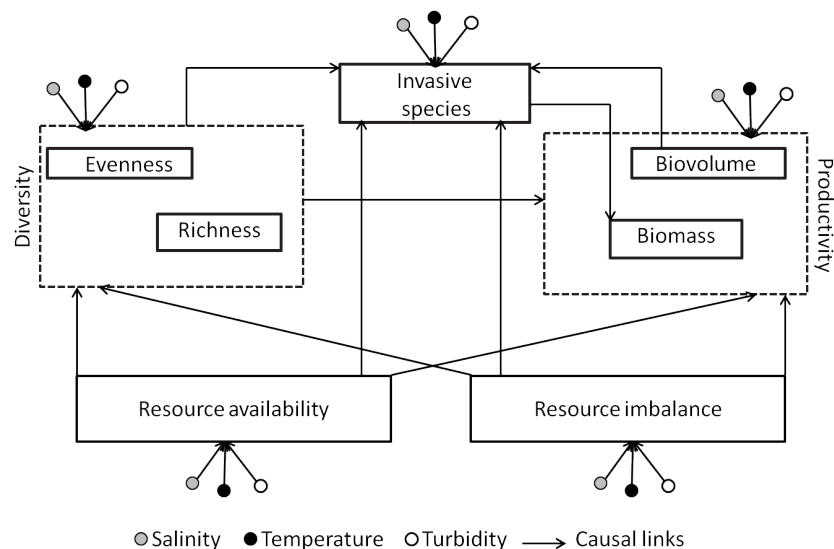 Invasive
species
Diversity
Evenness
Richness
Biovolume
Biomass
Productivity
Resource availability
Resource imbalance
Salinity Temperature Turbidity Causal links